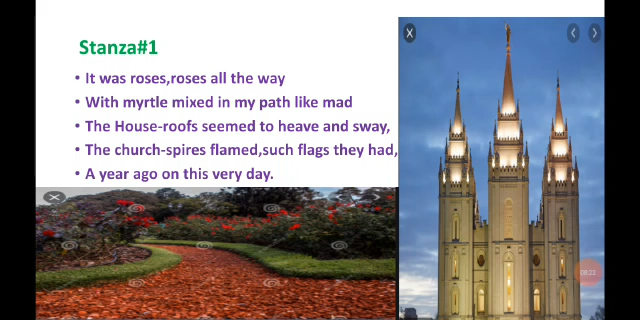 Stanza#1
• It was roses,roses all the way
• With myrtle mixed in my path like mad
• The House-roofs seemed to heave and sway,
• The church-spires flamed,such flags they had,
• A year ago on this very day.